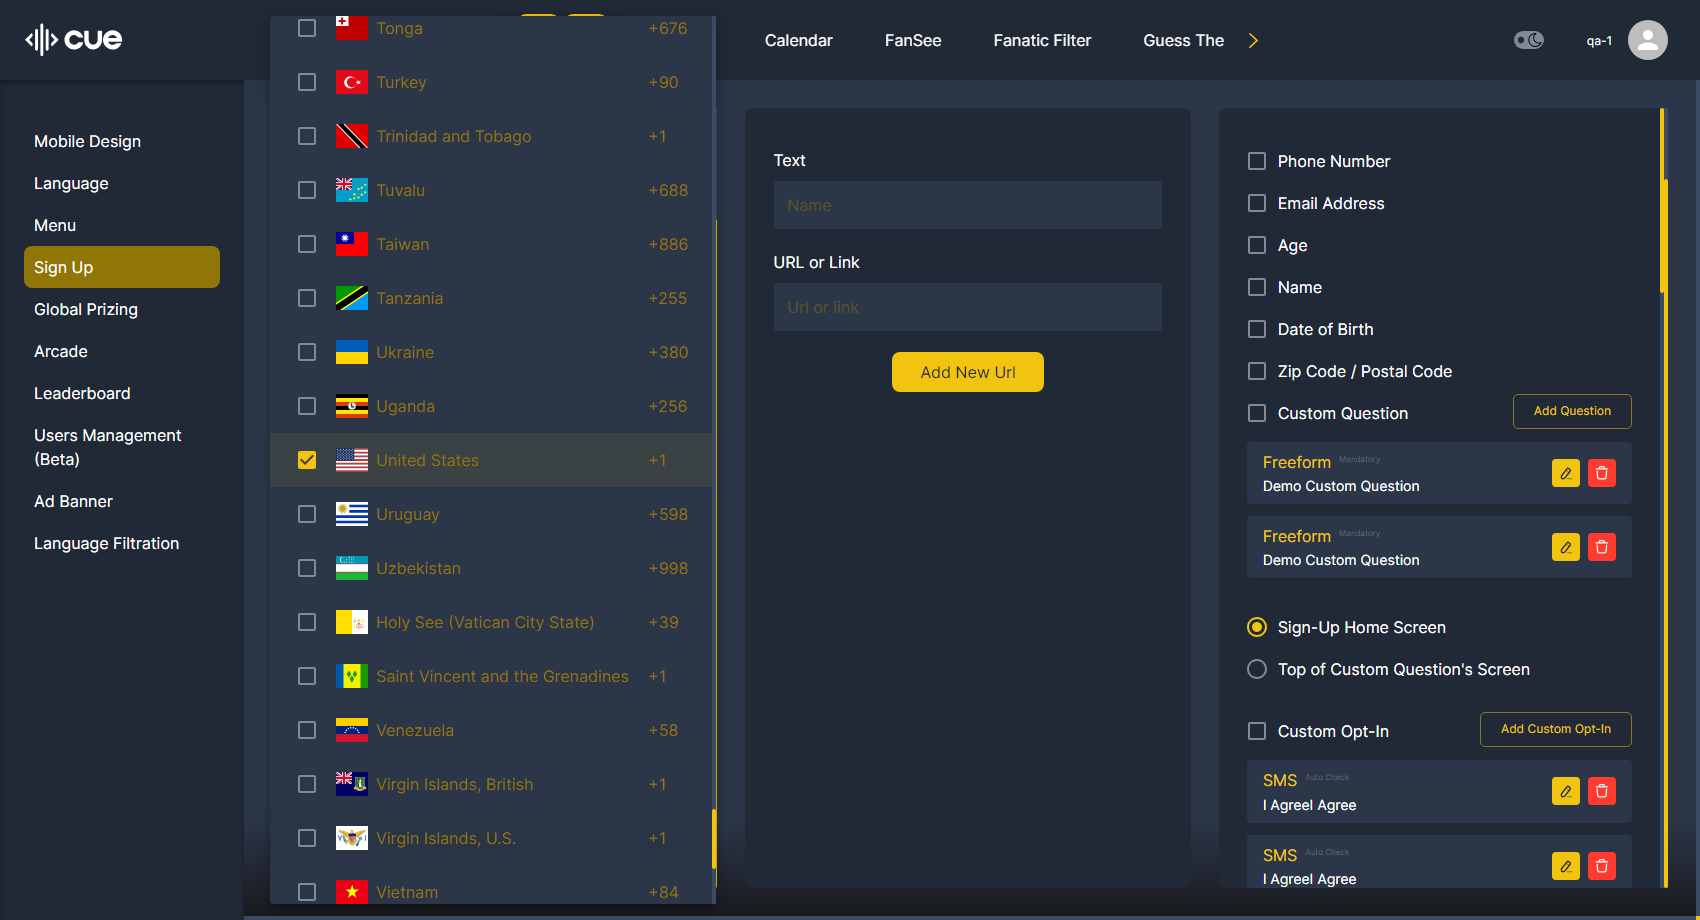 cue
Calendar
FanSee
Fanatic Filter
Guess The
qa-1
Mobile Design
Language
Menu
Sign Up
Global Prizing
Arcade
Leaderboard
Users Management
(Beta)
Ad Banner
Language Filtration
Tonga +676
Turkey +90
Trinidad and Tobago +1
Tuvalu +688
Taiwan +886
Tanzania +255
Ukraine +380
Uganda +256
United States +1
Uruguay +598
Uzbekistan +998
Holy See (Vatican City State) +39
Saint Vincent and the Grenadines +1
Venezuela +58
Virgin Islands, British +1
Virgin Islands, U.S. +1
Vietnam +84
Text
Name
URL or Link
Url or link
Add New Url
Phone Number
Email Address
Age
Name
Date of Birth
Zip Code / Postal Code
Custom Question
Add Question
Freeform Mandatory
Demo Custom Question
Freeform Mandatory
Demo Custom Question
Sign-Up Home Screen
Top of Custom Question's Screen
Custom Opt-In
Add Custom Opt-In
SMS Auto Check
I AgreeI Agree
SMS Auto Check
I AgreeI Agree